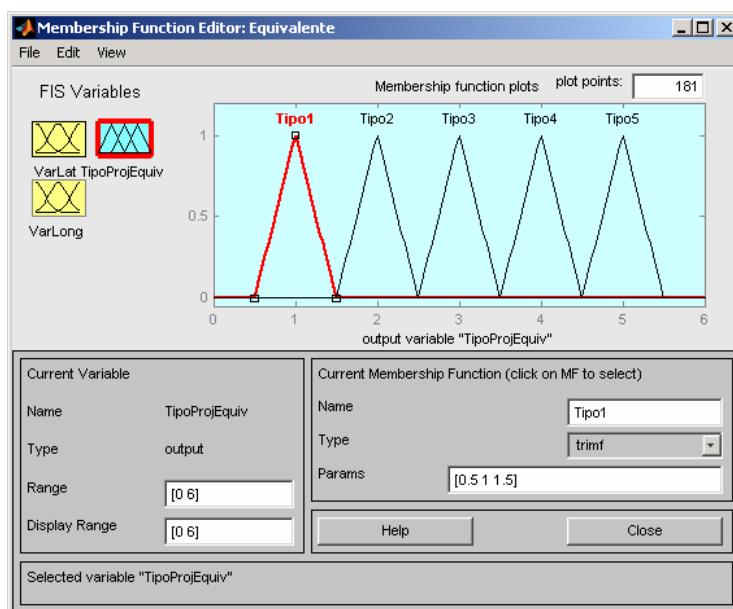 Membership Function Editor: Equivalente
File Edit View
FIS Variables
Membership function plots plot points: 181
VarLat TipoProjEquiv
VarLong
Tipo1 Tipo2 Tipo3 Tipo4 Tipo5
1
0.5
0
0 1 2 3 4 5 6
output variable "TipoProjEquiv"
Current Variable
Name TipoProjEquiv
Type output
Range [0 6]
Display Range [0 6]
Current Membership Function (click on MF to select)
Name Tipo1
Type trimf
Params [0.5 1 1.5]
Help Close
Selected variable "TipoProjEquiv"